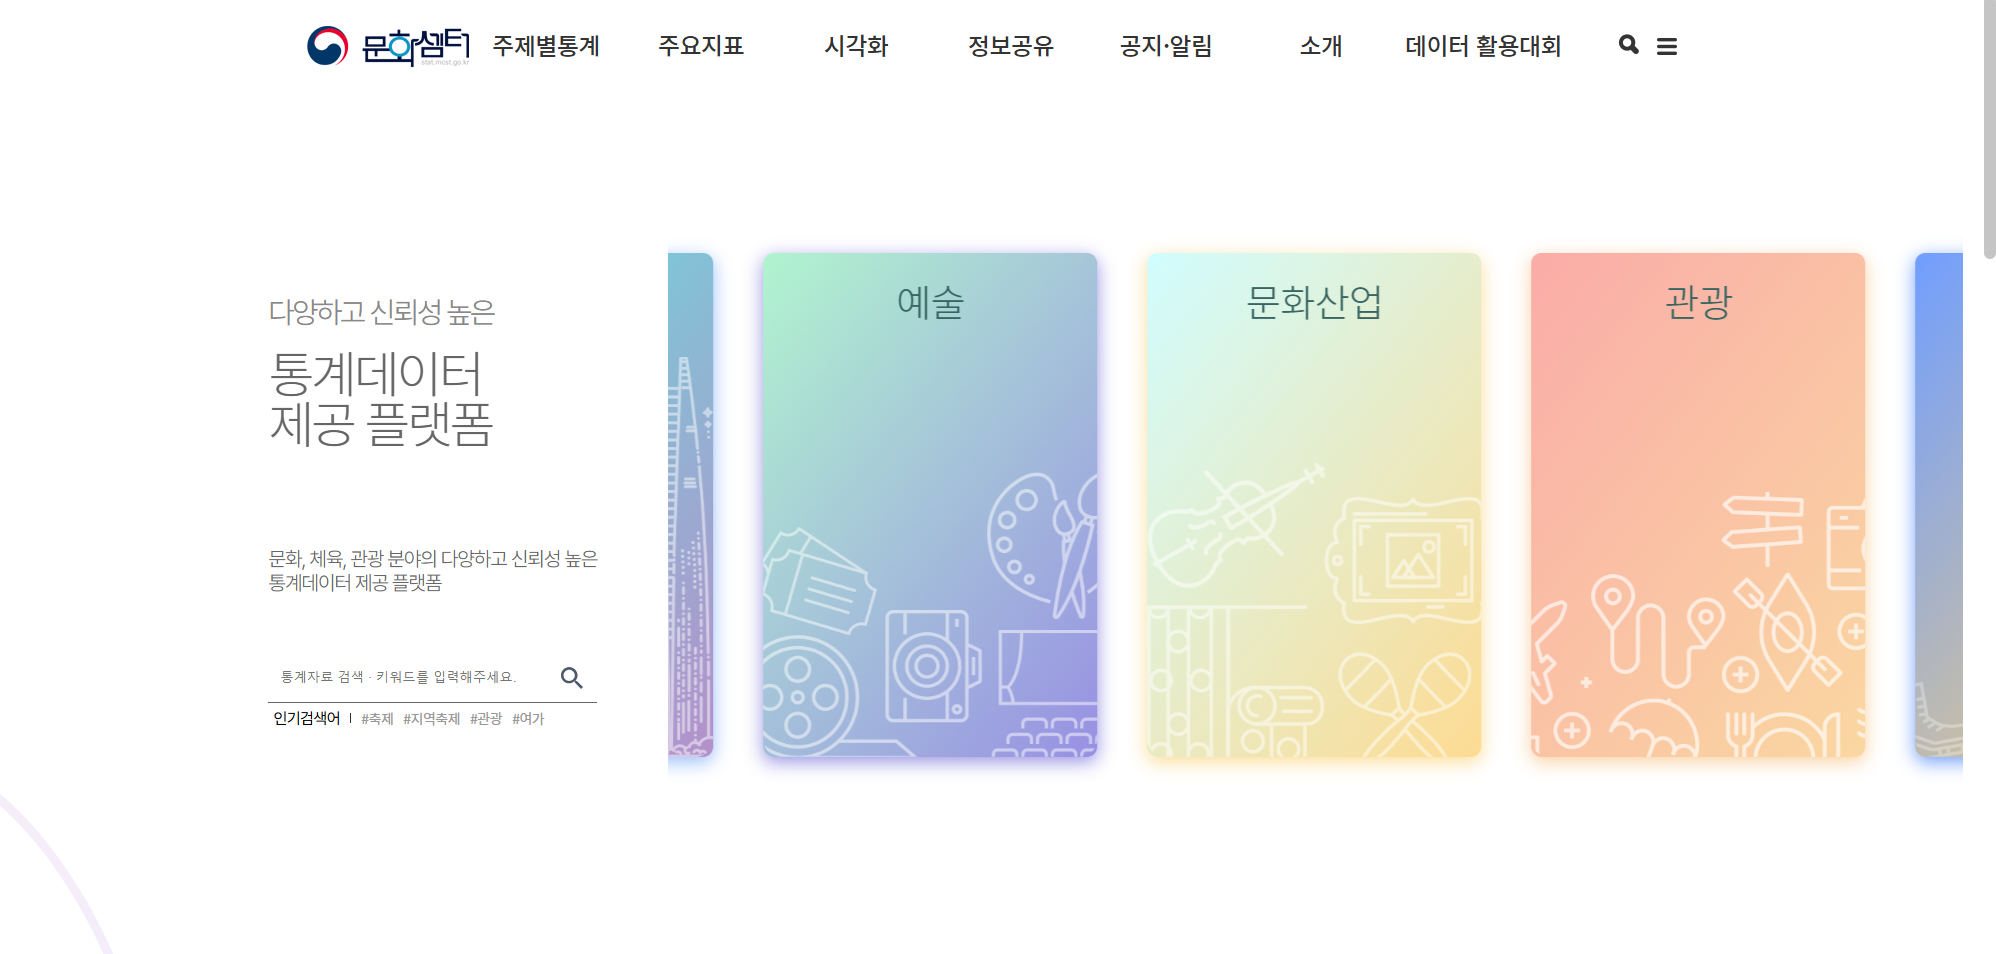 문화셈터
stat.mcst.go.kr
주제별통계
주요지표
시각화
정보공유
공지·알림
소개
데이터 활용대회
다양하고 신뢰성 높은
통계데이터
제공 플랫폼
문화, 체육, 관광 분야의 다양하고 신뢰성 높은
통계데이터 제공 플랫폼
통계자료 검색 · 키워드를 입력해주세요.
인기검색어 | #축제 #지역축제 #관광 #여가
예술
문화산업
관광